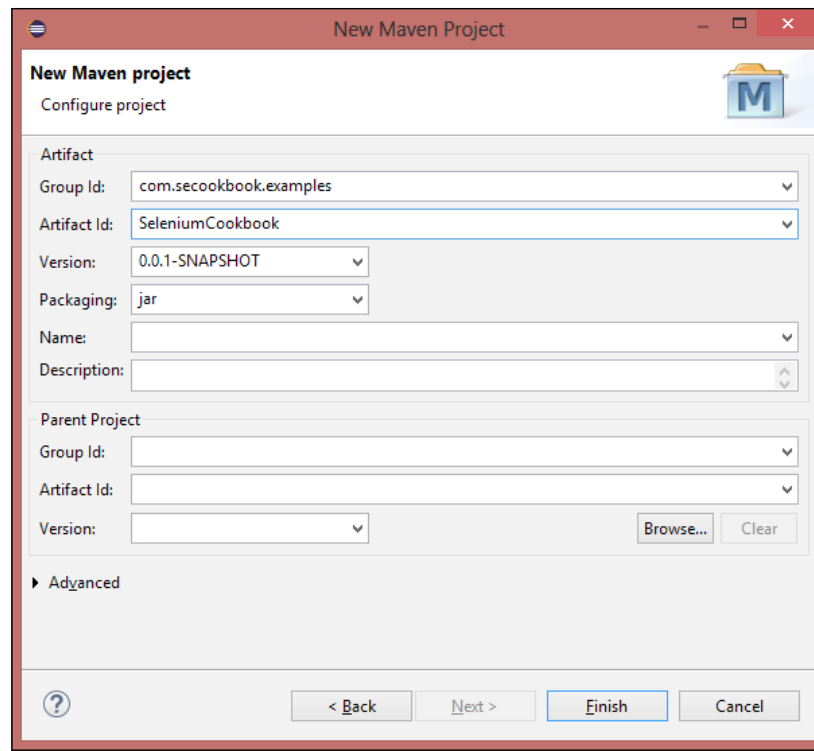 New Maven Project
New Maven project
Configure project
M
Artifact
Group Id: com.secookbook.examples
Artifact Id: SeleniumCookbook
Version: 0.0.1-SNAPSHOT
Packaging: jar
Name:
Description:
Parent Project
Group Id:
Artifact Id:
Version: Browse... Clear
Advanced
? < Back Next > Finish Cancel